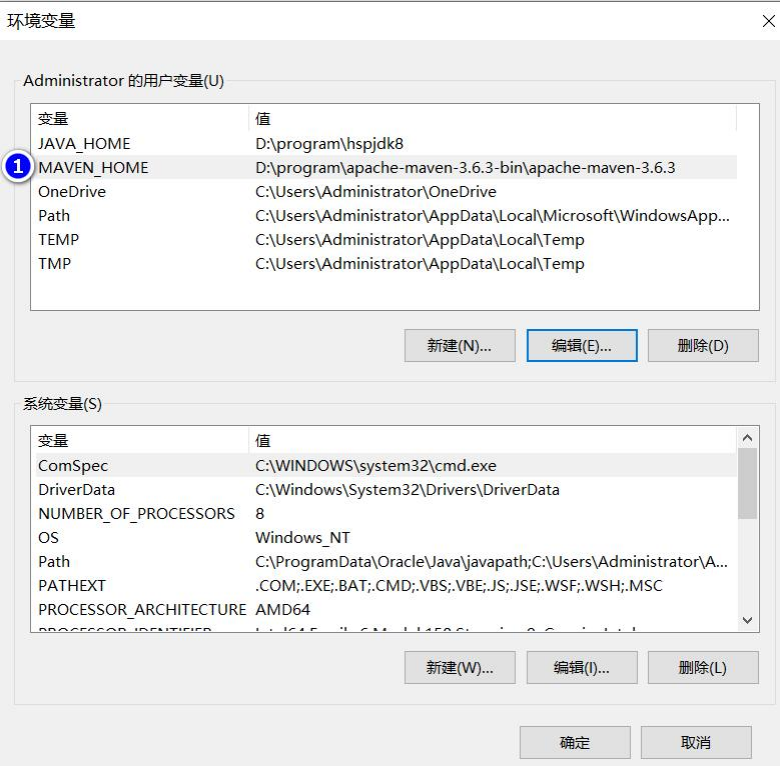 环境变量
Administrator 的用户变量(U)
变量 值
JAVA_HOME D:\program\hspjdk8
1 MAVEN_HOME D:\program\apache-maven-3.6.3-bin\apache-maven-3.6.3
OneDrive C:\Users\Administrator\OneDrive
Path C:\Users\Administrator\AppData\Local\Microsoft\WindowsApp...
TEMP C:\Users\Administrator\AppData\Local\Temp
TMP C:\Users\Administrator\AppData\Local\Temp
新建(N)... 编辑(E)... 删除(D)
系统变量(S)
变量 值
ComSpec C:\WINDOWS\system32\cmd.exe
DriverData C:\Windows\System32\Drivers\DriverData
NUMBER_OF_PROCESSORS 8
OS Windows_NT
Path C:\ProgramData\Oracle\Java\javapath;C:\Users\Administrator\A...
PATHEXT .COM;.EXE;.BAT;.CMD;.VBS;.VBE;.JS;.JSE;.WSF;.WSH;.MSC
PROCESSOR_ARCHITECTURE AMD64
新建(W)... 编辑(I)... 删除(L)
确定 取消